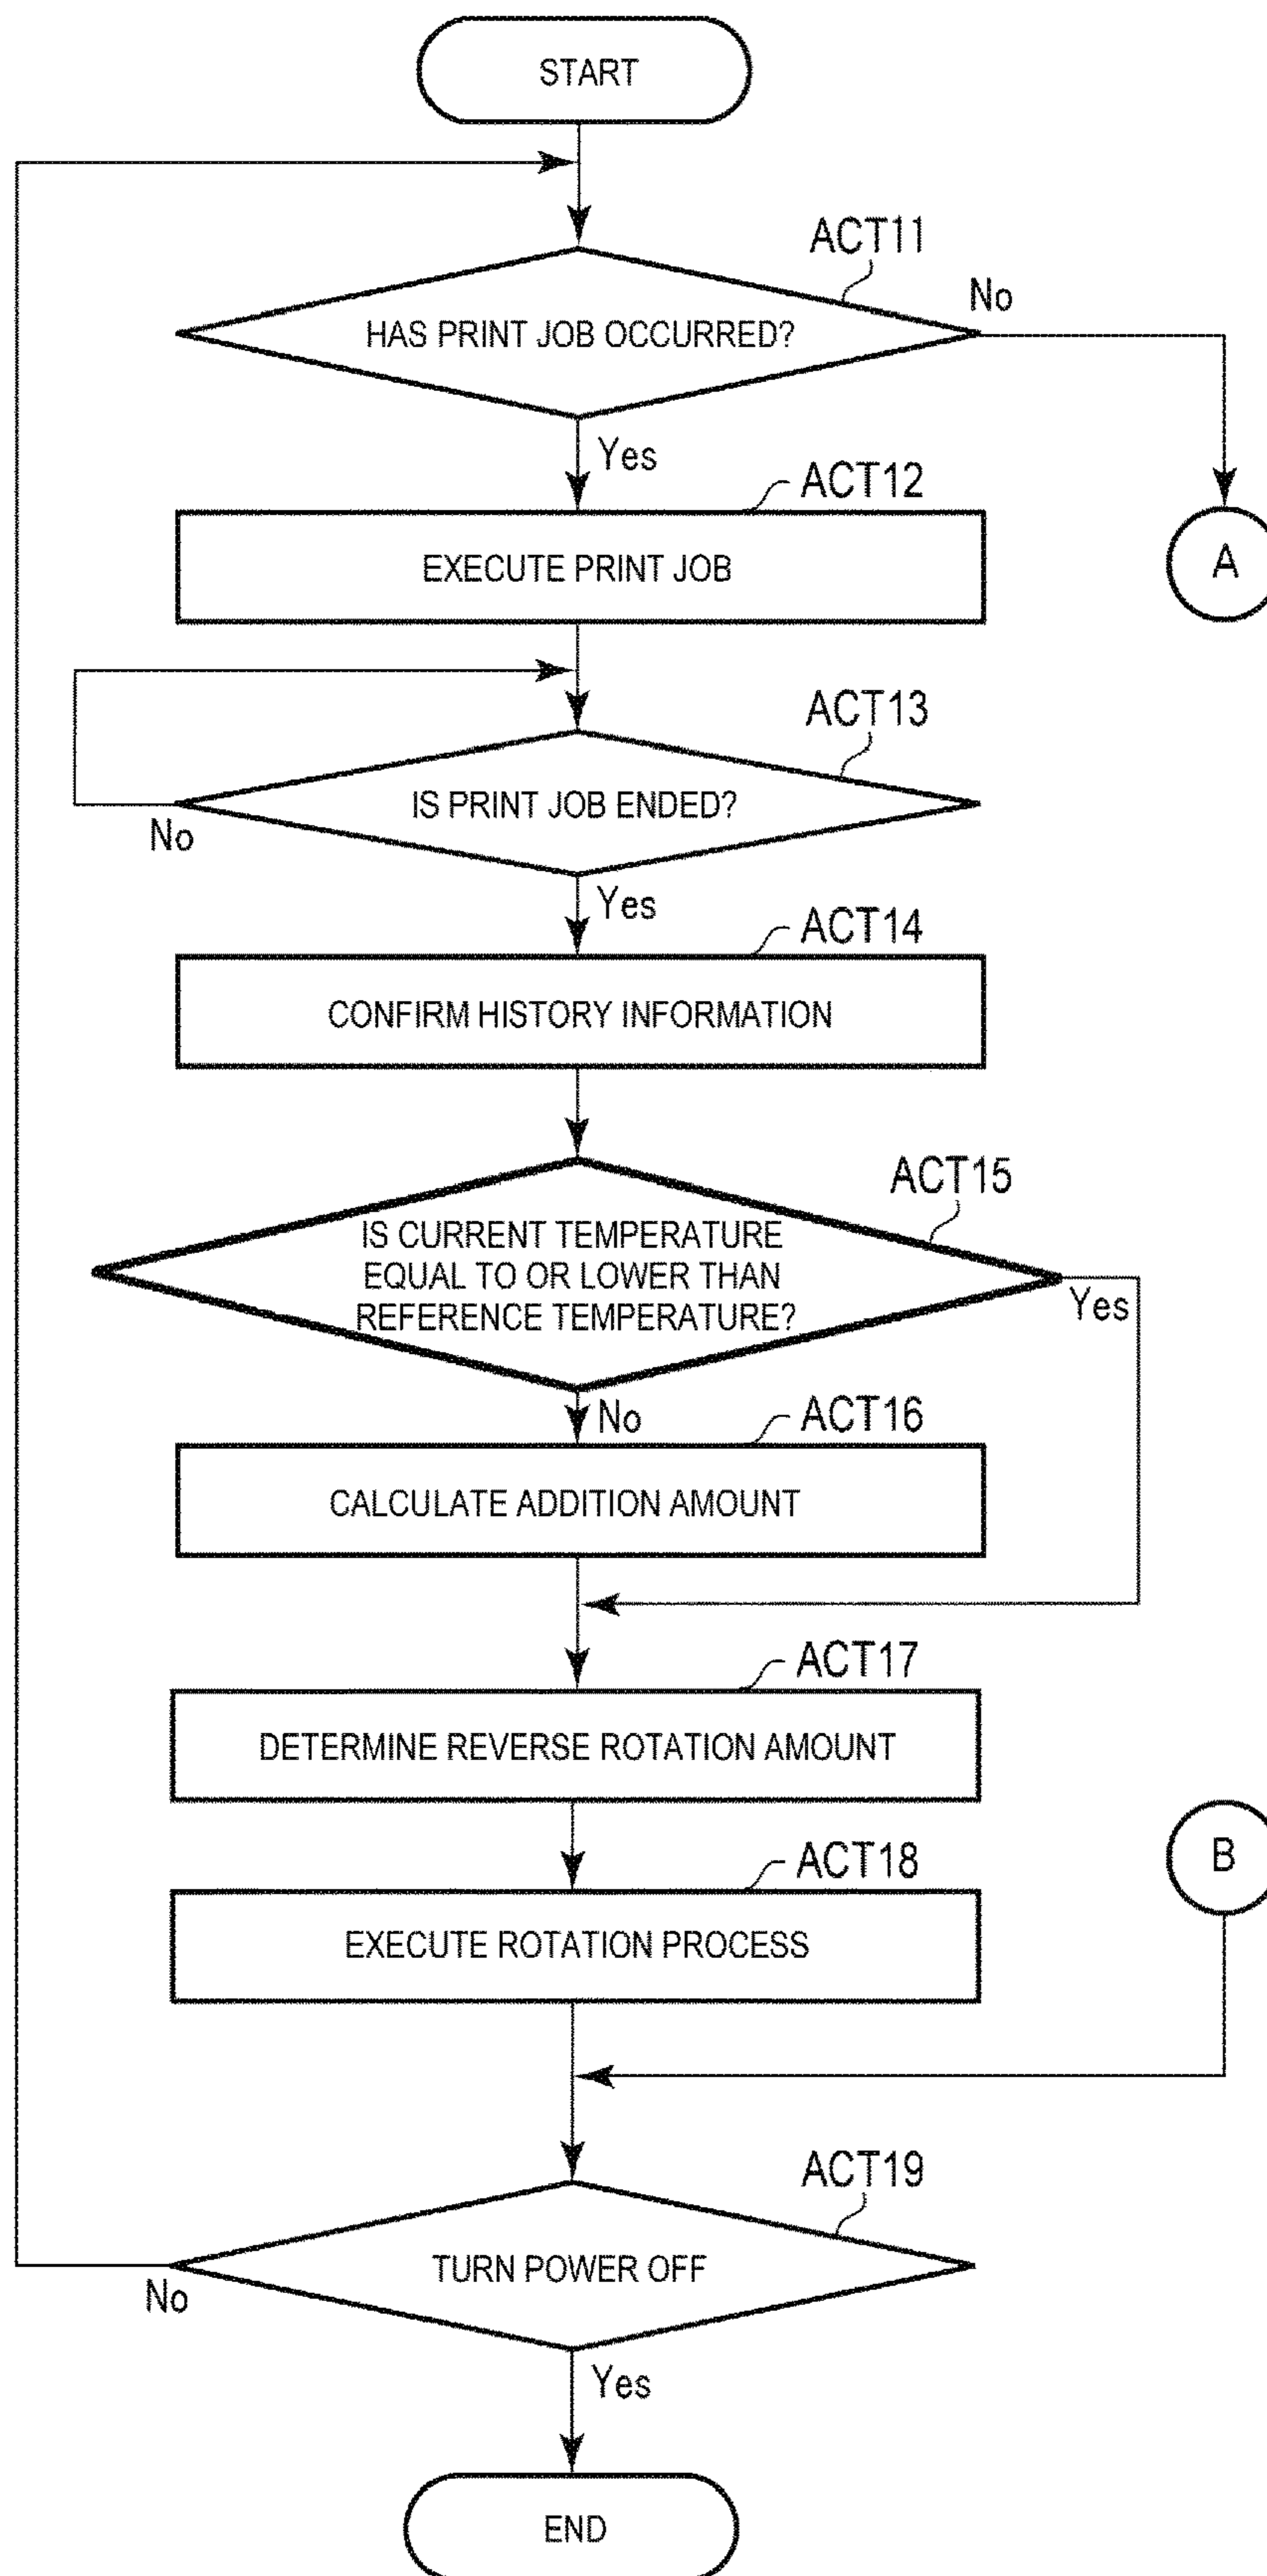 START
ACT11
No
HAS PRINT JOB OCCURRED?
Yes
ACT12
EXECUTE PRINT JOB
A
ACT13
IS PRINT JOB ENDED?
No
Yes
ACT14
CONFIRM HISTORY INFORMATION
ACT15
IS CURRENT TEMPERATURE
EQUAL TO OR LOWER THAN
REFERENCE TEMPERATURE?
Yes
No
ACT16
CALCULATE ADDITION AMOUNT
ACT17
DETERMINE REVERSE ROTATION AMOUNT
B
ACT18
EXECUTE ROTATION PROCESS
ACT19
TURN POWER OFF
No
Yes
END